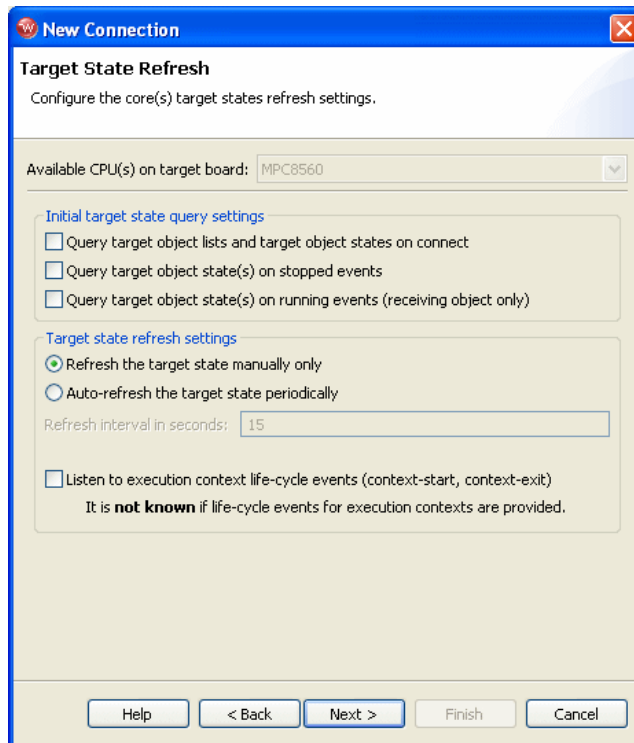 New Connection
Target State Refresh
Configure the core(s) target states refresh settings.
Available CPU(s) on target board: MPC8560
Initial target state query settings
Query target object lists and target object states on connect
Query target object state(s) on stopped events
Query target object state(s) on running events (receiving object only)
Target state refresh settings
Refresh the target state manually only
Auto-refresh the target state periodically
Refresh interval in seconds: 15
Listen to execution context life-cycle events (context-start, context-exit)
It is not known if life-cycle events for execution contexts are provided.
Help < Back Next > Finish Cancel